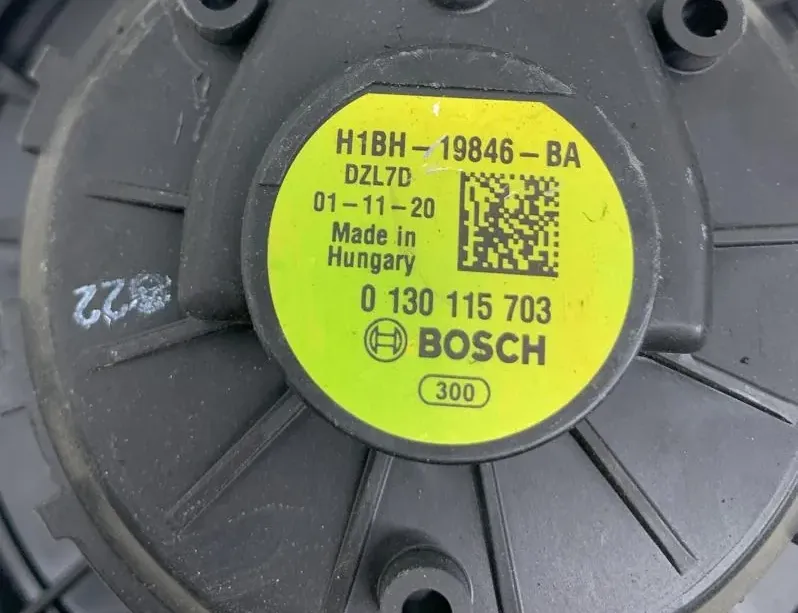 H1BH-19846-BA
DZL7D
01-11-20
Made in
Hungary
0 130 115 703
BOSCH
300